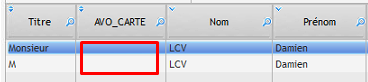 Titre AVO_CARTE Nom Prénom
Monsieur LCV Damien
M LCV Damien